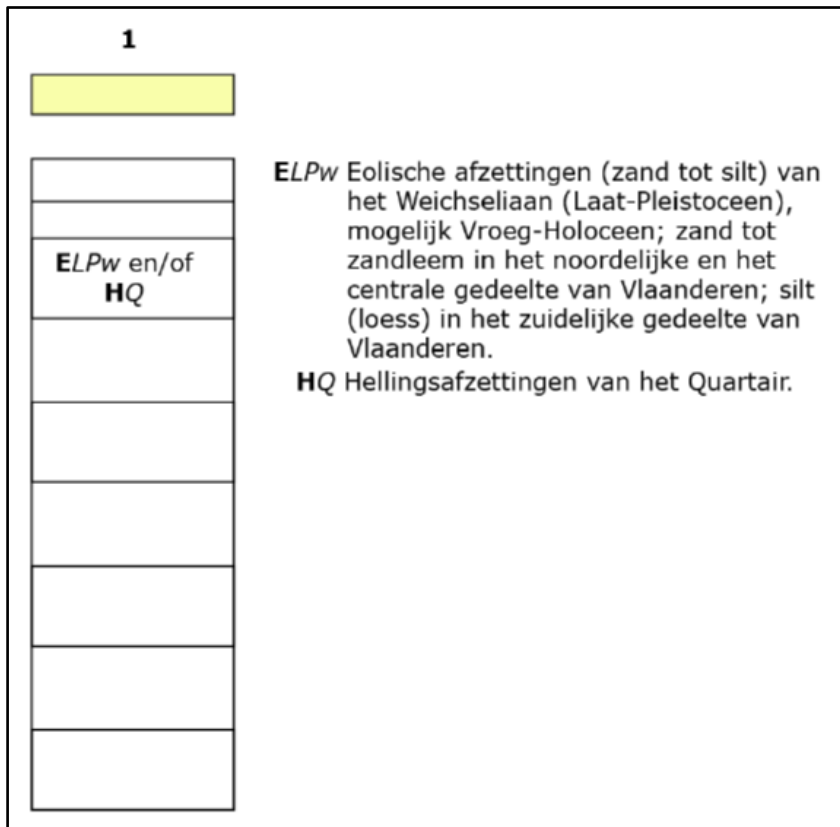 1
ELPw en/of
HQ
ELPw Eolische afzettingen (zand tot silt) van
het Weichseliaan (Laat-Pleistoceen),
mogelijk Vroeg-Holoceen; zand tot
zandleem in het noordelijke en het
centrale gedeelte van Vlaanderen; silt
(loess) in het zuidelijke gedeelte van
Vlaanderen.
HQ Hellingsafzettingen van het Quartair.